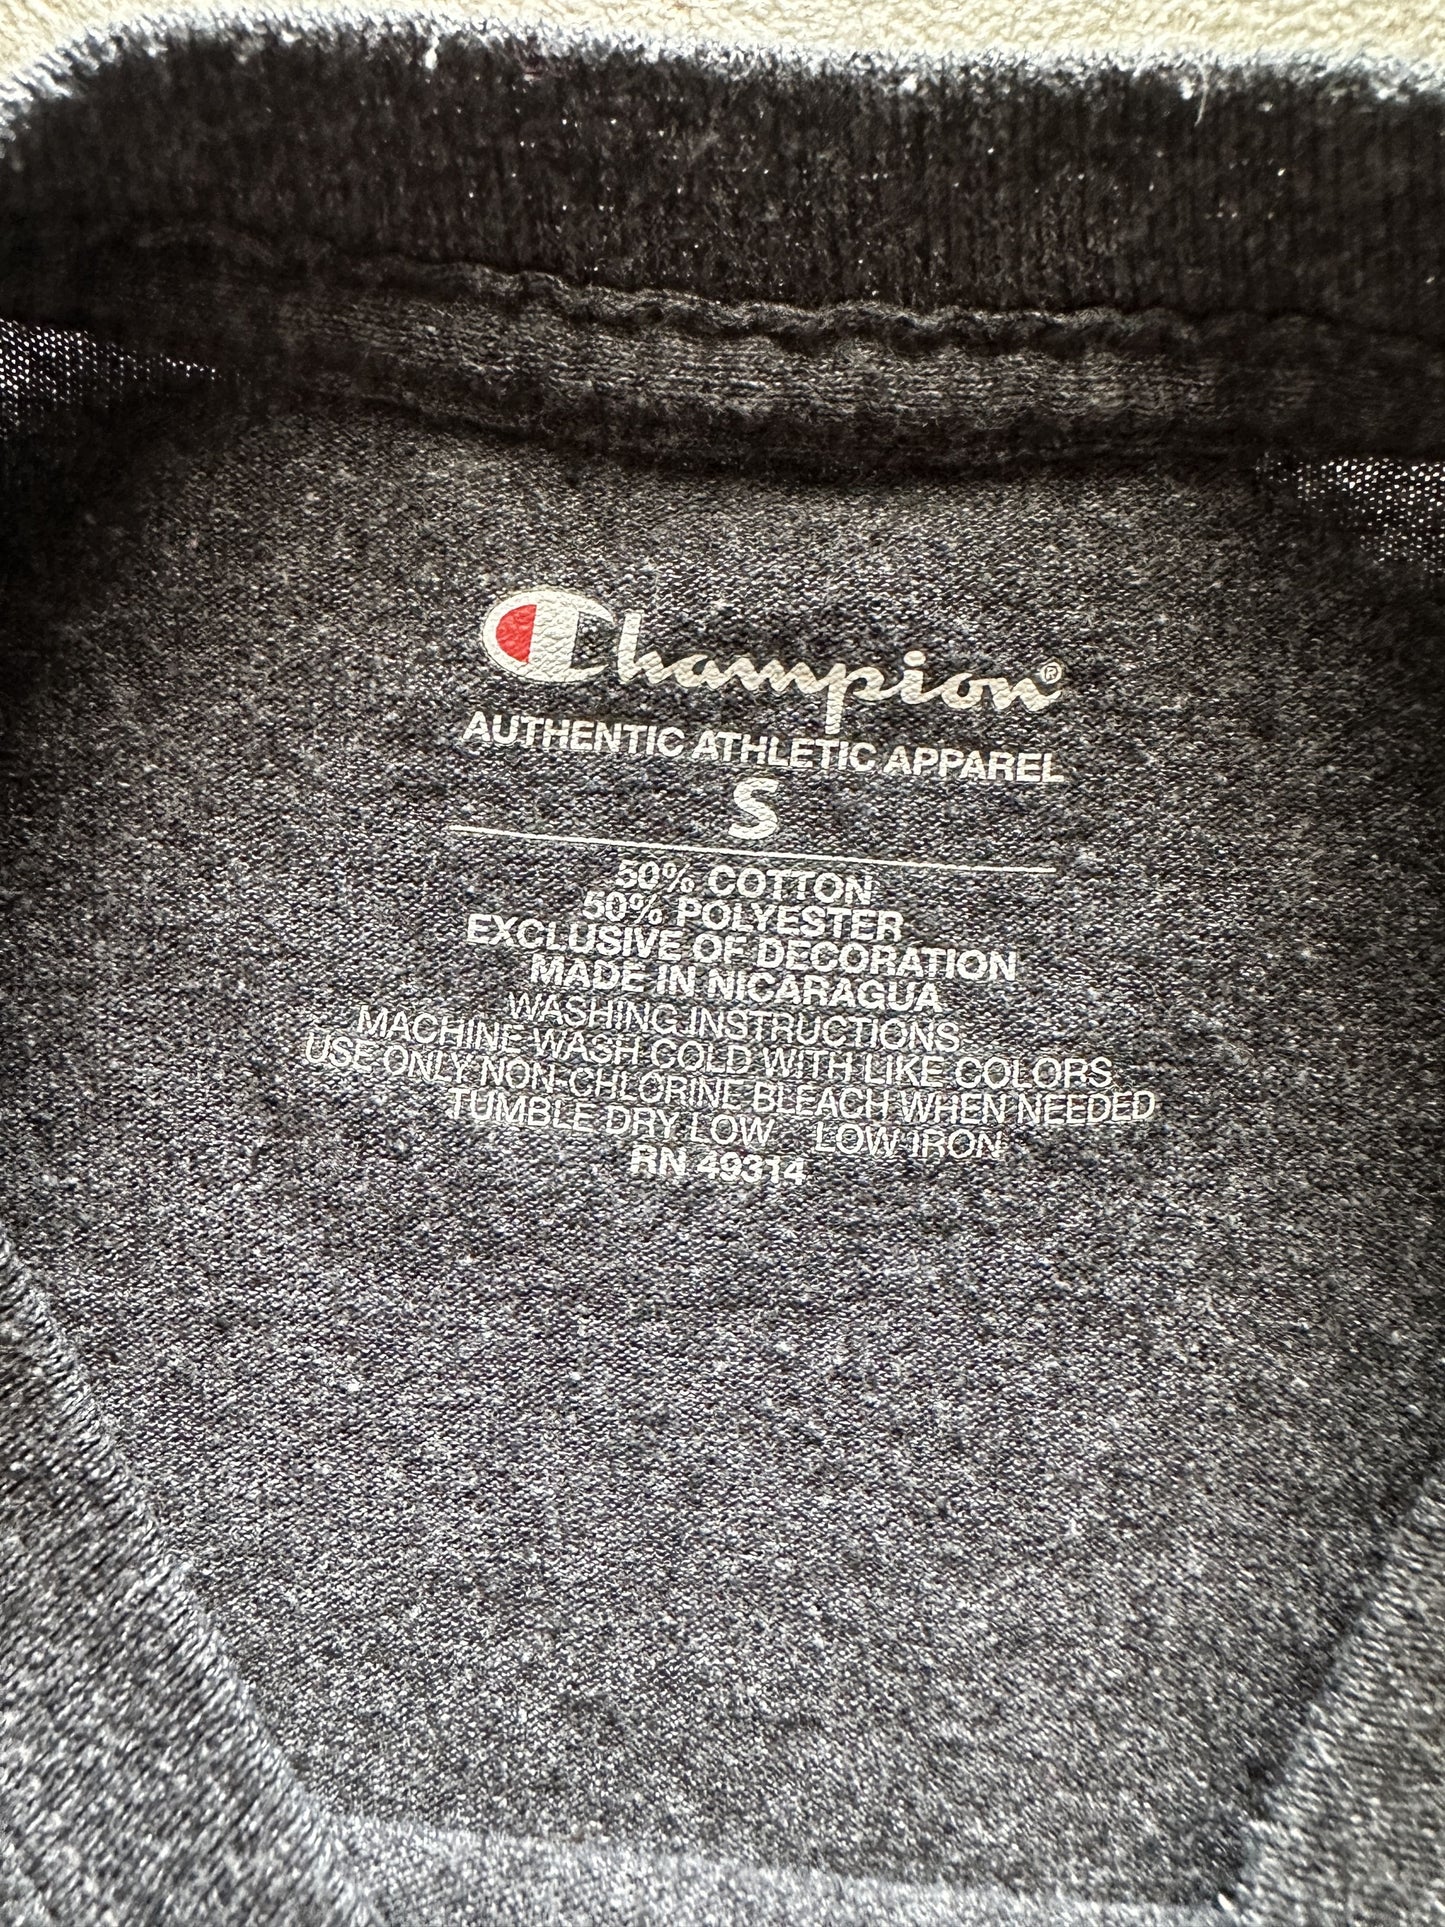 Champion®
AUTHENTIC ATHLETIC APPAREL
S
50% COTTON
50% POLYESTER
EXCLUSIVE OF DECORATION
MADE IN NICARAGUA
WASHING INSTRUCTIONS
MACHINE WASH COLD WITH LIKE COLORS
USE ONLY NON-CHLORINE BLEACH WHEN NEEDED
TUMBLE DRY LOW LOW IRON
RN 49314